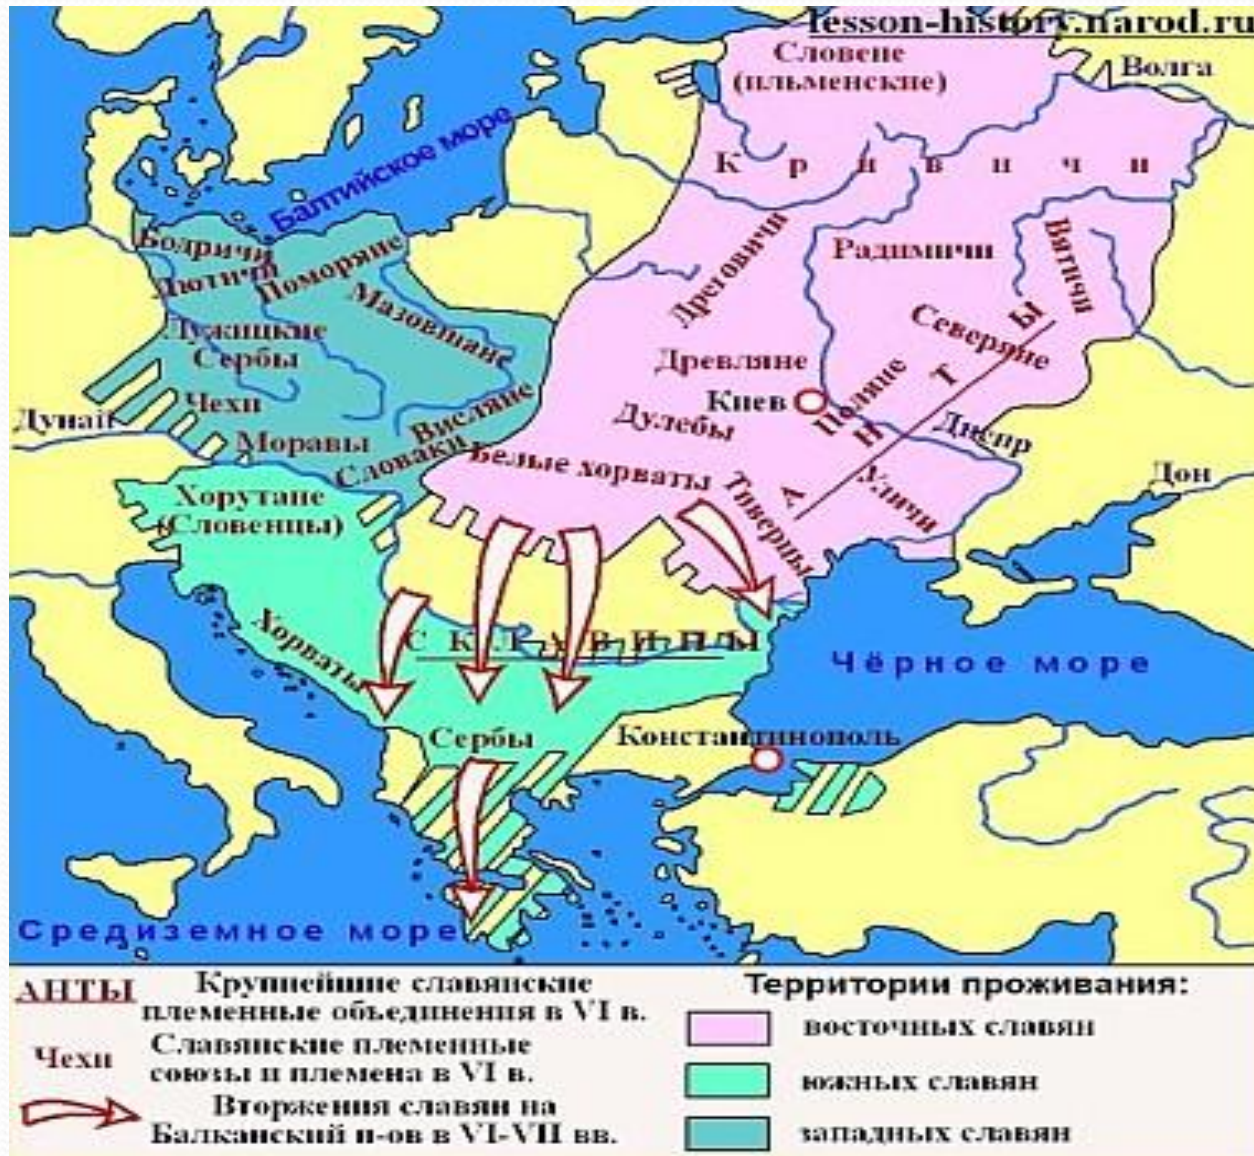 lesson-history.narod.ru
Словене
(ильменские)
Волга
Кривичи
Балтийское море
Бодричи
Лютичи
Поморяне
Мазовшане
Дреговичи
Радимичи
Вятичи
Лужицкие
Сербы
Северяне
Древляне
Поляне
Киев
Чехи
Висляне
Дулебы
Дунай
Моравы
Словаки
Белые хорваты
АНТЫ
Днепр
Уличи
Дон
Хорутане
(Словенцы)
Тиверцы
Хорваты
СКЛАВИНЫ
Чёрное море
Сербы
Константинополь
Средиземное море
АНТЫ
Крупнейшие славянские
племенные объединения в VI в.
Чехи
Славянские племенные
союзы и племена в VI в.
Вторжения славян на
Балканский п-ов в VI-VII вв.
Территории проживания:
восточных славян
южных славян
западных славян